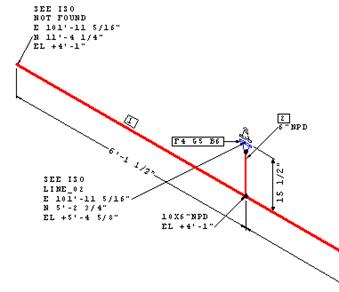 SEE ISO
NOT FOUND
E 101'-11 5/16"
N 11'-4 1/4"
EL +4'-1"
1
2
6"NPD
F4 G5 B6
6'-1 1/2"
15 1/2"
SEE ISO
LINE_02
E 101'-11 5/16"
N 5'-2 3/4"
EL +5'-4 5/8"
10X6"NPD
EL +4'-1"